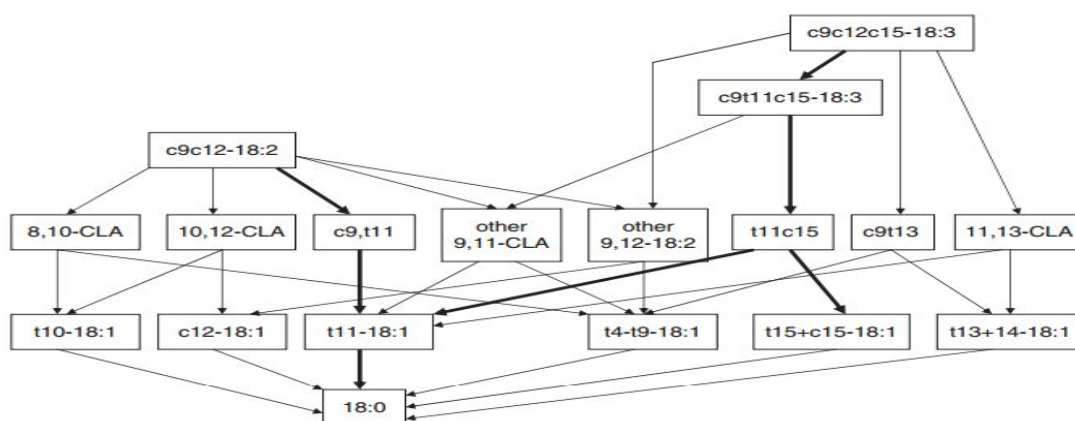 c9c12c15-18:3
c9t11c15-18:3
c9c12-18:2
8,10-CLA
10,12-CLA
c9,t11
other
9,11-CLA
other
9,12-18:2
t11c15
c9t13
11,13-CLA
t10-18:1
c12-18:1
t11-18:1
t4-t9-18:1
t15+c15-18:1
t13+14-18:1
18:0